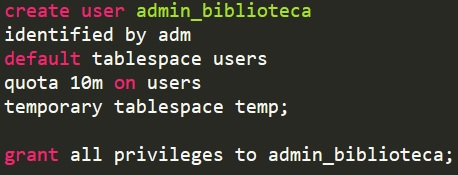 create user admin_biblioteca
identified by adm
default tablespace users
quota 10m on users
temporary tablespace temp;
grant all privileges to admin_biblioteca;